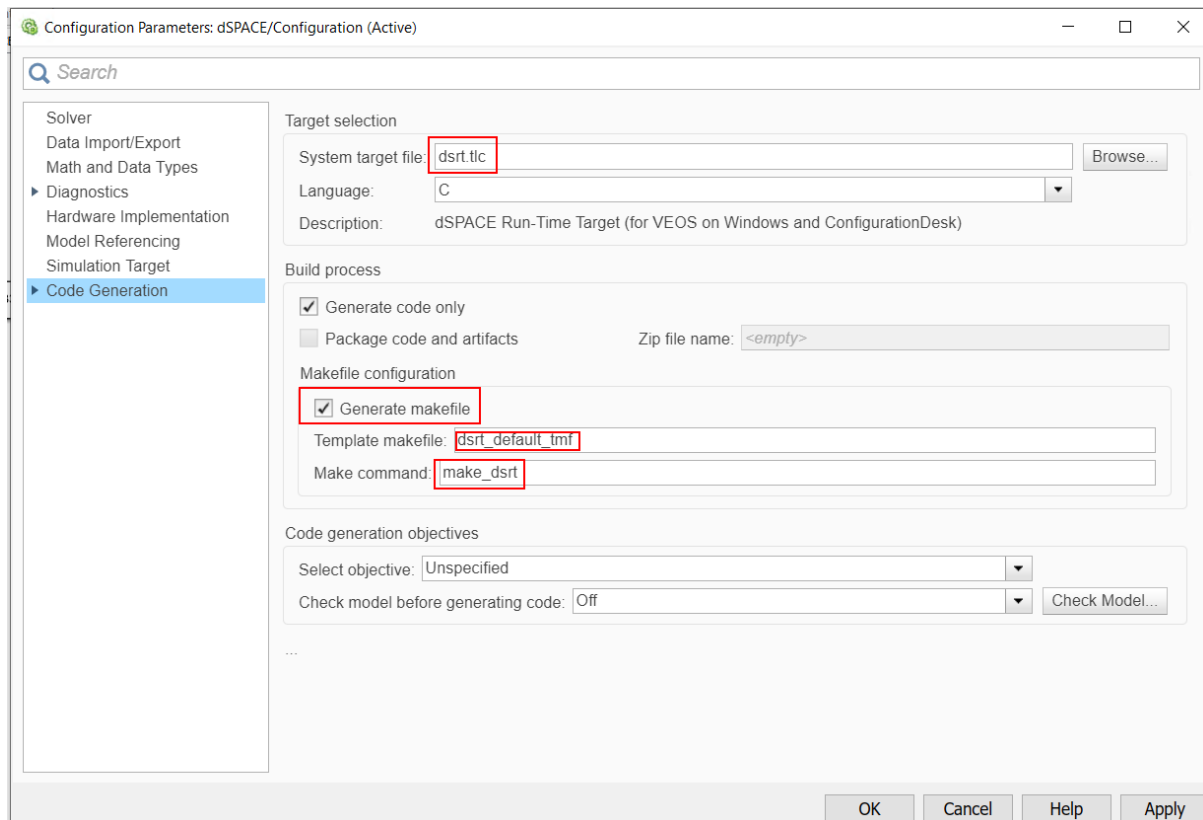 Configuration Parameters: dSPACE/Configuration (Active)
Search
Solver
Data Import/Export
Math and Data Types
Diagnostics
Hardware Implementation
Model Referencing
Simulation Target
Code Generation
Target selection
System target file: dsrt.tlc Browse...
Language: C
Description: dSPACE Run-Time Target (for VEOS on Windows and ConfigurationDesk)
Build process
Generate code only
Package code and artifacts Zip file name: <empty>
Makefile configuration
Generate makefile
Template makefile: dsrt_default_tmf
Make command: make_dsrt
Code generation objectives
Select objective: Unspecified
Check model before generating code: Off Check Model...
...
OK Cancel Help Apply